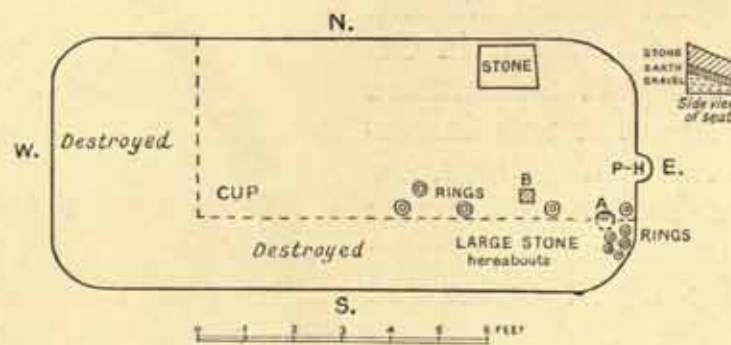 N.
STONE
STONE
EARTH
GRAVEL
Side view
of seat
Destroyed
W.
P-H E.
B
CUP
RINGS
A
Destroyed
LARGE STONE
hereabouts
RINGS
S.
0 1 2 3 4 5 6 FEET